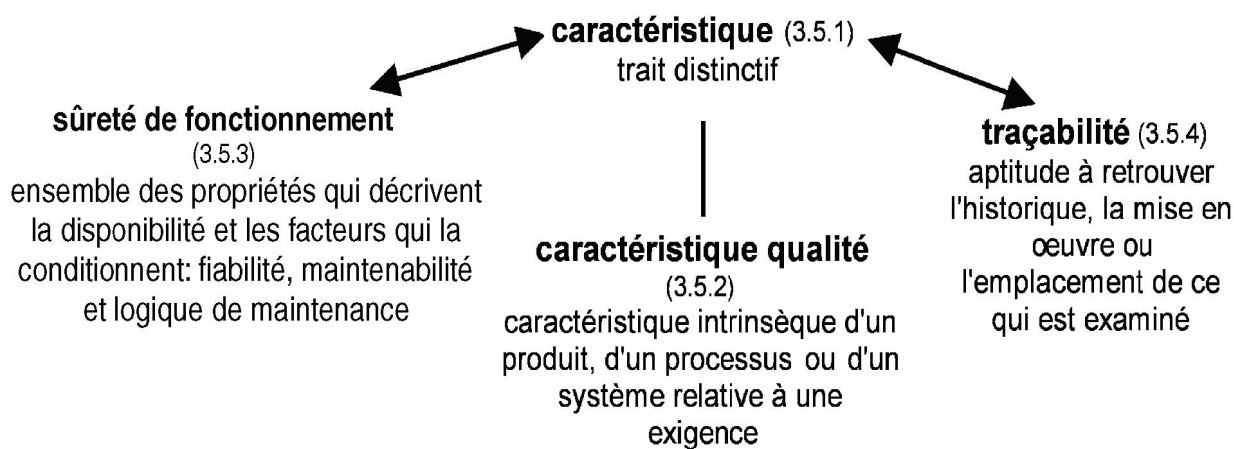 caractéristique (3.5.1)
trait distinctif
sûreté de fonctionnement
(3.5.3)
ensemble des propriétés qui décrivent
la disponibilité et les facteurs qui la
conditionnent: fiabilité, maintenabilité
et logique de maintenance
caractéristique qualité
(3.5.2)
caractéristique intrinsèque d'un
produit, d'un processus ou d'un
système relative à une
exigence
traçabilité (3.5.4)
aptitude à retrouver
l'historique, la mise en
œuvre ou
l'emplacement de ce
qui est examiné